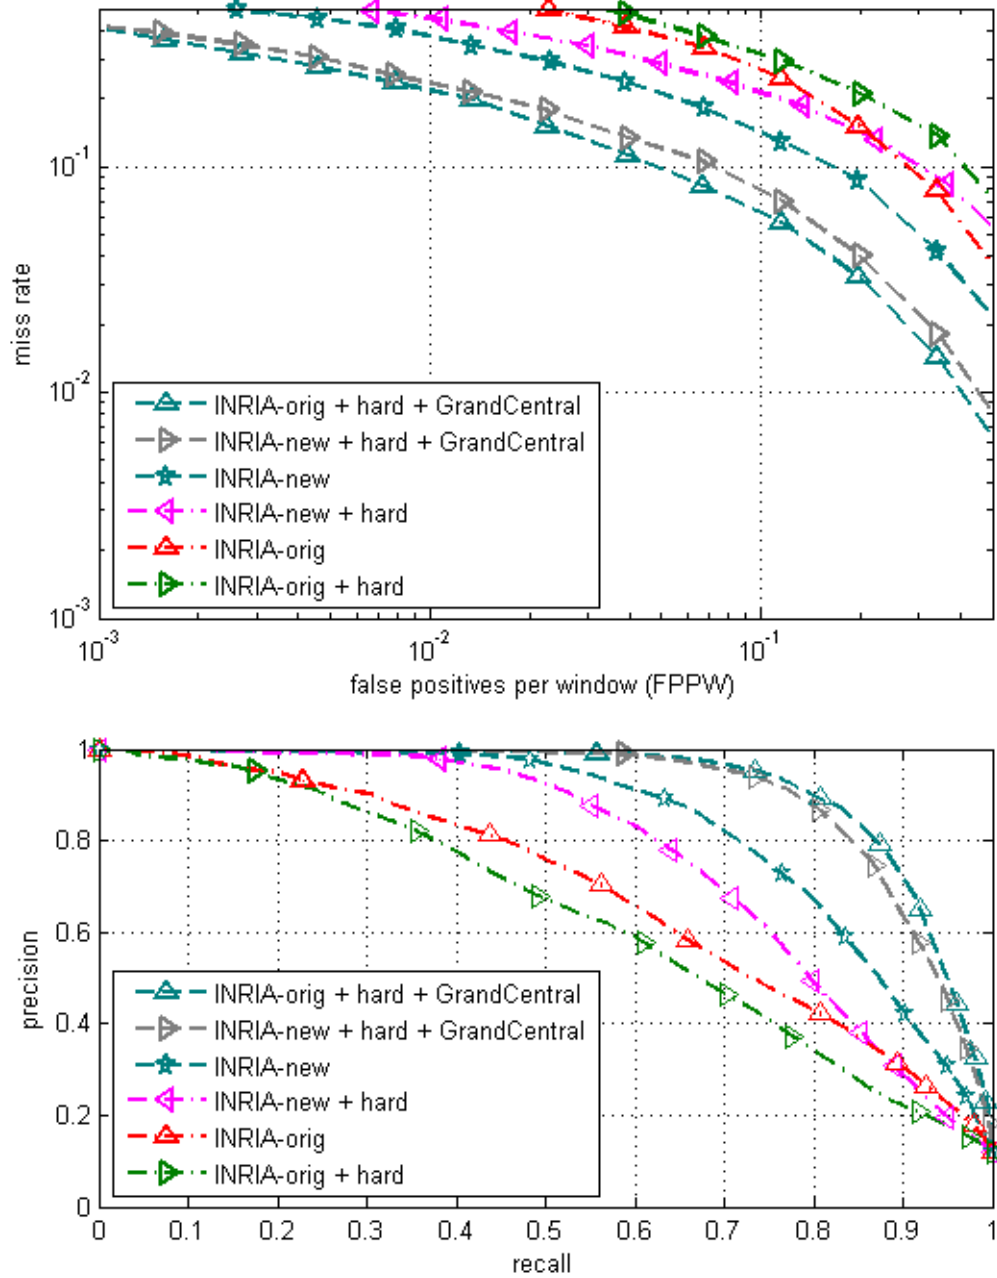 10-1
10-2
10-3
miss rate
INRIA-orig + hard + GrandCentral
INRIA-new + hard + GrandCentral
INRIA-new
INRIA-new + hard
INRIA-orig
INRIA-orig + hard
10-3 10-2 10-1
false positives per window (FPPW)
1
0.8
0.6
0.4
0.2
0
precision
INRIA-orig + hard + GrandCentral
INRIA-new + hard + GrandCentral
INRIA-new
INRIA-new + hard
INRIA-orig
INRIA-orig + hard
0 0.1 0.2 0.3 0.4 0.5 0.6 0.7 0.8 0.9 1
recall